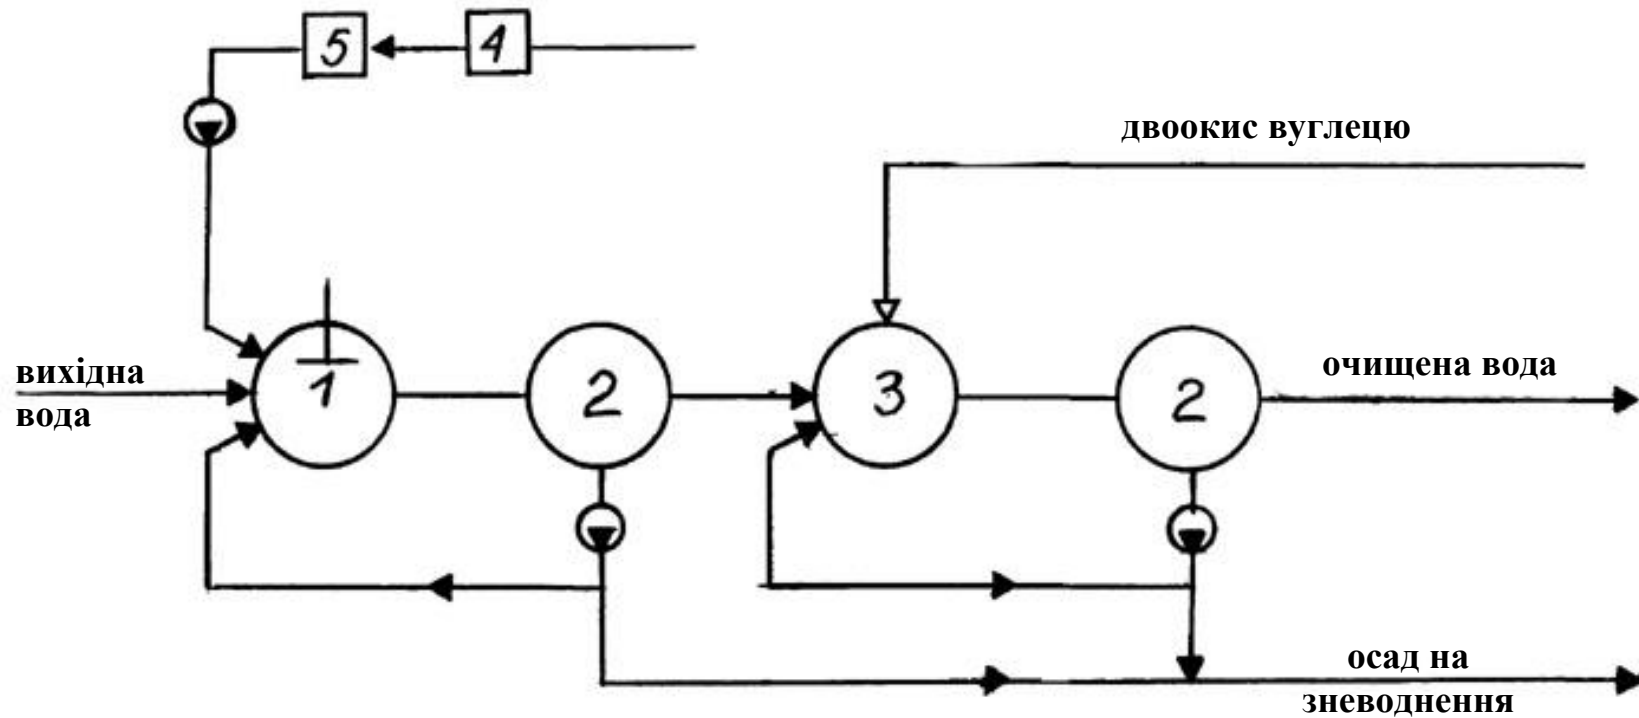 5
4
двоокис вуглецю
вихідна
вода
1
2
3
2
очищена вода
осад на
зневоднення